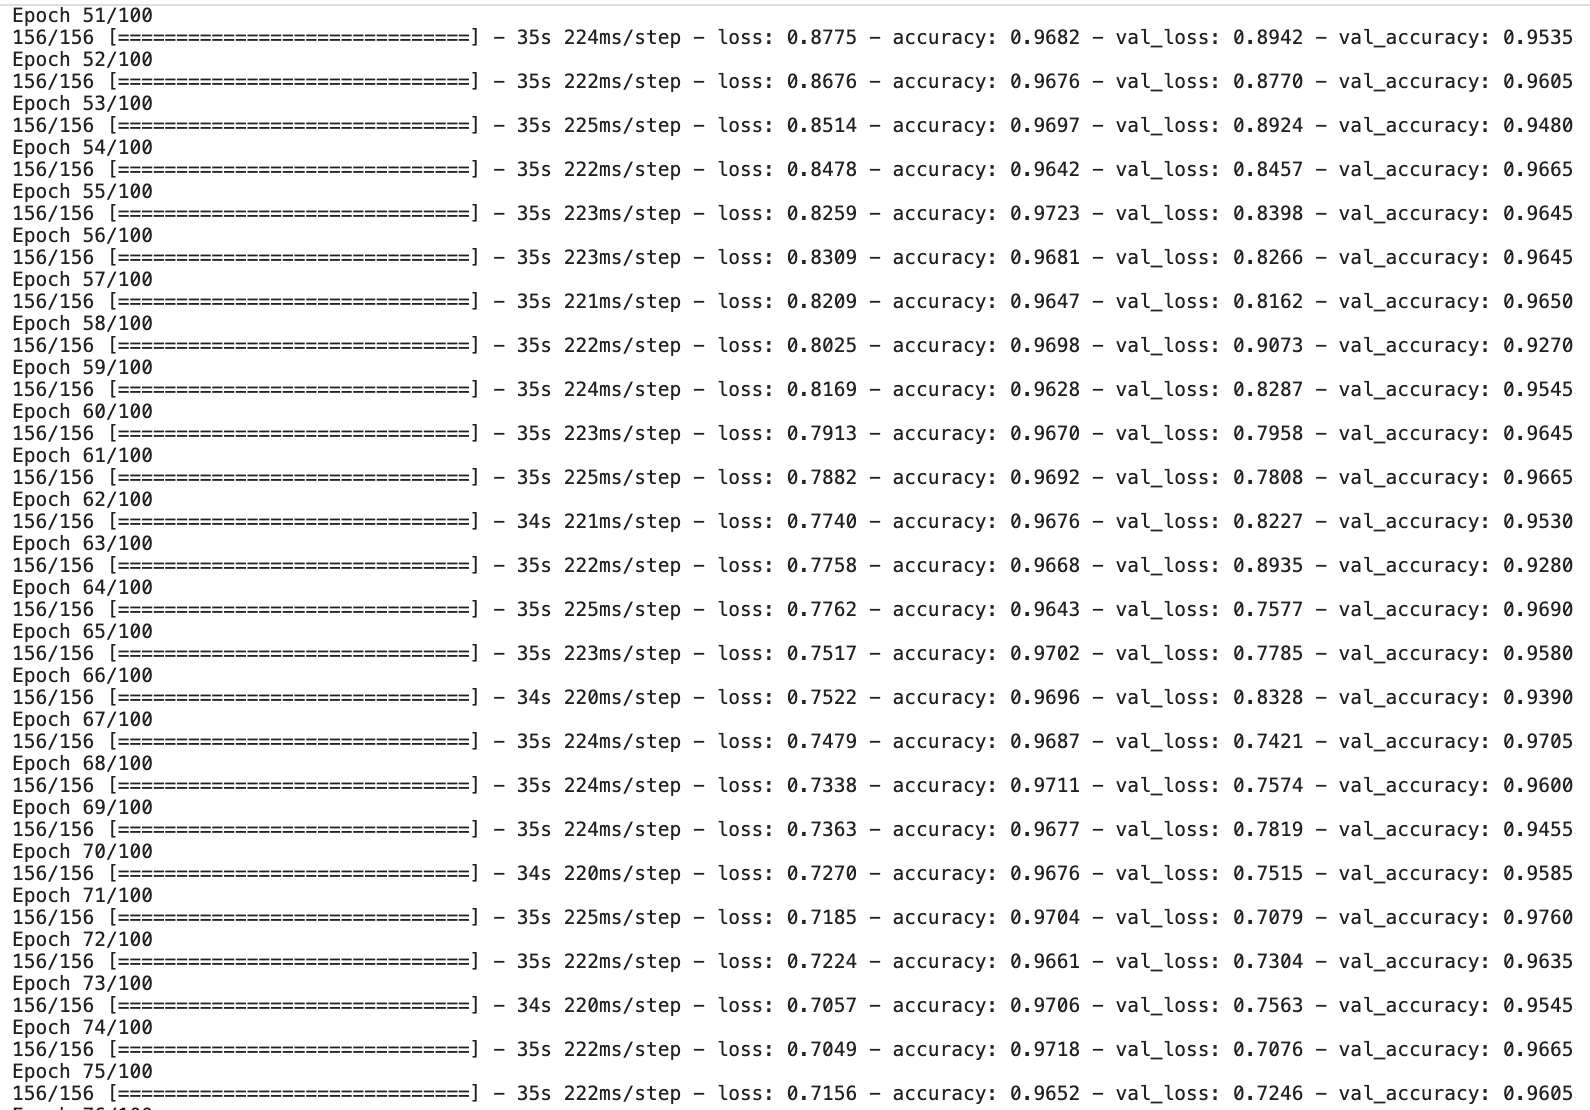 Epoch 51/100
156/156 [==============================] - 35s 224ms/step - loss: 0.8775 - accuracy: 0.9682 - val_loss: 0.8942 - val_accuracy: 0.9535
Epoch 52/100
156/156 [==============================] - 35s 222ms/step - loss: 0.8676 - accuracy: 0.9676 - val_loss: 0.8770 - val_accuracy: 0.9605
Epoch 53/100
156/156 [==============================] - 35s 225ms/step - loss: 0.8514 - accuracy: 0.9697 - val_loss: 0.8924 - val_accuracy: 0.9480
Epoch 54/100
156/156 [==============================] - 35s 222ms/step - loss: 0.8478 - accuracy: 0.9642 - val_loss: 0.8457 - val_accuracy: 0.9665
Epoch 55/100
156/156 [==============================] - 35s 223ms/step - loss: 0.8259 - accuracy: 0.9723 - val_loss: 0.8398 - val_accuracy: 0.9645
Epoch 56/100
156/156 [==============================] - 35s 223ms/step - loss: 0.8309 - accuracy: 0.9681 - val_loss: 0.8266 - val_accuracy: 0.9645
Epoch 57/100
156/156 [==============================] - 35s 221ms/step - loss: 0.8209 - accuracy: 0.9647 - val_loss: 0.8162 - val_accuracy: 0.9650
Epoch 58/100
156/156 [==============================] - 35s 222ms/step - loss: 0.8025 - accuracy: 0.9698 - val_loss: 0.9073 - val_accuracy: 0.9270
Epoch 59/100
156/156 [==============================] - 35s 224ms/step - loss: 0.8169 - accuracy: 0.9628 - val_loss: 0.8287 - val_accuracy: 0.9545
Epoch 60/100
156/156 [==============================] - 35s 223ms/step - loss: 0.7913 - accuracy: 0.9670 - val_loss: 0.7958 - val_accuracy: 0.9645
Epoch 61/100
156/156 [==============================] - 35s 225ms/step - loss: 0.7882 - accuracy: 0.9692 - val_loss: 0.7808 - val_accuracy: 0.9665
Epoch 62/100
156/156 [==============================] - 34s 221ms/step - loss: 0.7740 - accuracy: 0.9676 - val_loss: 0.8227 - val_accuracy: 0.9530
Epoch 63/100
156/156 [==============================] - 35s 222ms/step - loss: 0.7758 - accuracy: 0.9668 - val_loss: 0.8935 - val_accuracy: 0.9280
Epoch 64/100
156/156 [==============================] - 35s 225ms/step - loss: 0.7762 - accuracy: 0.9643 - val_loss: 0.7577 - val_accuracy: 0.9690
Epoch 65/100
156/156 [==============================] - 35s 223ms/step - loss: 0.7517 - accuracy: 0.9702 - val_loss: 0.7785 - val_accuracy: 0.9580
Epoch 66/100
156/156 [==============================] - 34s 220ms/step - loss: 0.7522 - accuracy: 0.9696 - val_loss: 0.8328 - val_accuracy: 0.9390
Epoch 67/100
156/156 [==============================] - 35s 224ms/step - loss: 0.7479 - accuracy: 0.9687 - val_loss: 0.7421 - val_accuracy: 0.9705
Epoch 68/100
156/156 [==============================] - 35s 224ms/step - loss: 0.7338 - accuracy: 0.9711 - val_loss: 0.7574 - val_accuracy: 0.9600
Epoch 69/100
156/156 [==============================] - 35s 224ms/step - loss: 0.7363 - accuracy: 0.9677 - val_loss: 0.7819 - val_accuracy: 0.9455
Epoch 70/100
156/156 [==============================] - 34s 220ms/step - loss: 0.7270 - accuracy: 0.9676 - val_loss: 0.7515 - val_accuracy: 0.9585
Epoch 71/100
156/156 [==============================] - 35s 225ms/step - loss: 0.7185 - accuracy: 0.9704 - val_loss: 0.7079 - val_accuracy: 0.9760
Epoch 72/100
156/156 [==============================] - 35s 222ms/step - loss: 0.7224 - accuracy: 0.9661 - val_loss: 0.7304 - val_accuracy: 0.9635
Epoch 73/100
156/156 [==============================] - 34s 220ms/step - loss: 0.7057 - accuracy: 0.9706 - val_loss: 0.7563 - val_accuracy: 0.9545
Epoch 74/100
156/156 [==============================] - 35s 222ms/step - loss: 0.7049 - accuracy: 0.9718 - val_loss: 0.7076 - val_accuracy: 0.9665
Epoch 75/100
156/156 [==============================] - 35s 222ms/step - loss: 0.7156 - accuracy: 0.9652 - val_loss: 0.7246 - val_accuracy: 0.9605